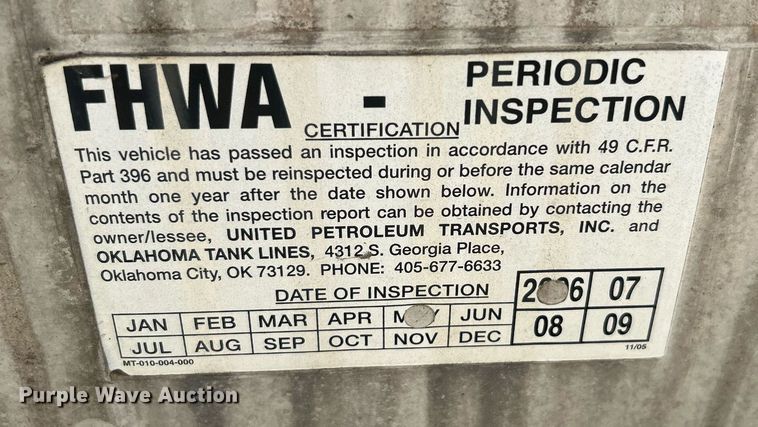 FHWA - PERIODIC INSPECTION
CERTIFICATION
This vehicle has passed an inspection in accordance with 49 C.F.R.
Part 396 and must be reinspected during or before the same calendar
month one year after the date shown below. Information on the
contents of the inspection report can be obtained by contacting the
owner/lessee, UNITED PETROLEUM TRANSPORTS, INC. and
OKLAHOMA TANK LINES, 4312 S. Georgia Place,
Oklahoma City, OK 73129. PHONE: 405-677-6633
DATE OF INSPECTION
2006 07
08 09
JAN FEB MAR APR MAY JUN
JUL AUG SEP OCT NOV DEC
MT-010-004-000
11/05
Purple Wave Auction